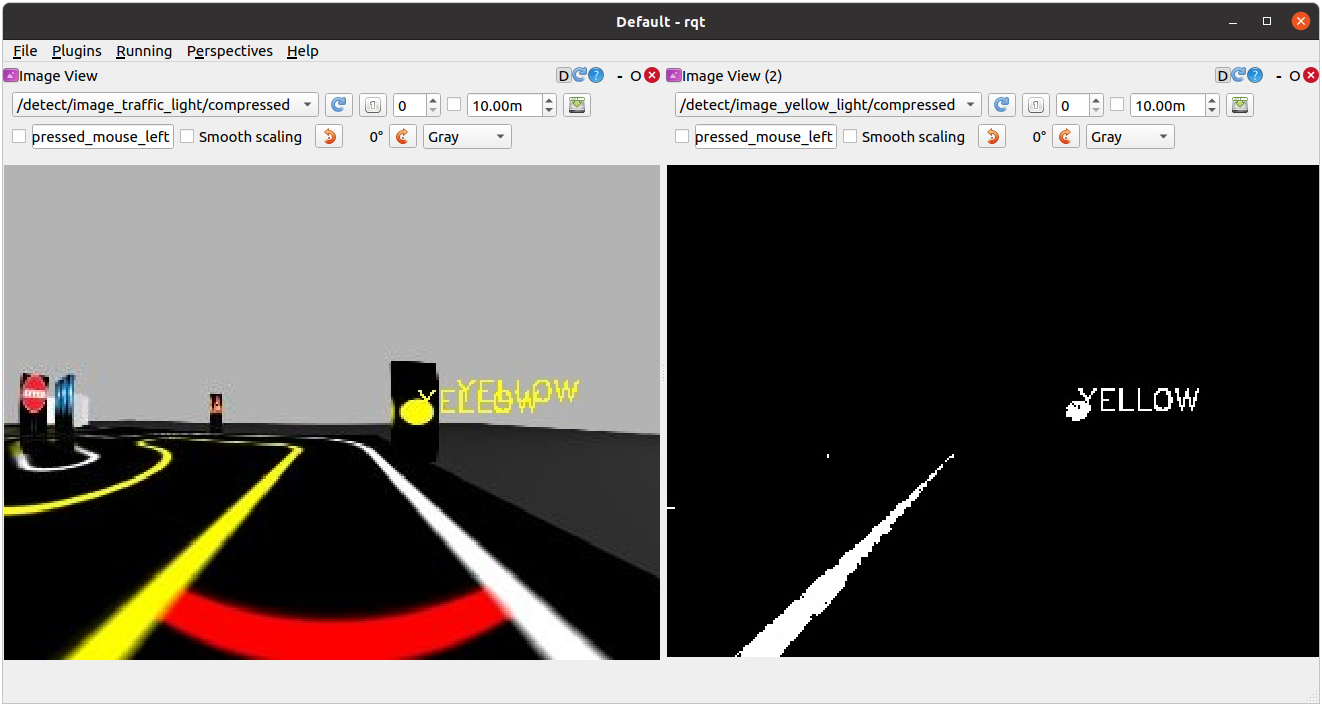 Default - rqt
File Plugins Running Perspectives Help
Image View D ? - O
/detect/image_traffic_light/compressed 0 10.00m
pressed_mouse_left Smooth scaling 0° Gray
YELLOW
YELLOW
Image View (2) D ? - O
/detect/image_yellow_light/compressed 0 10.00m
pressed_mouse_left Smooth scaling 0° Gray
YELLOW